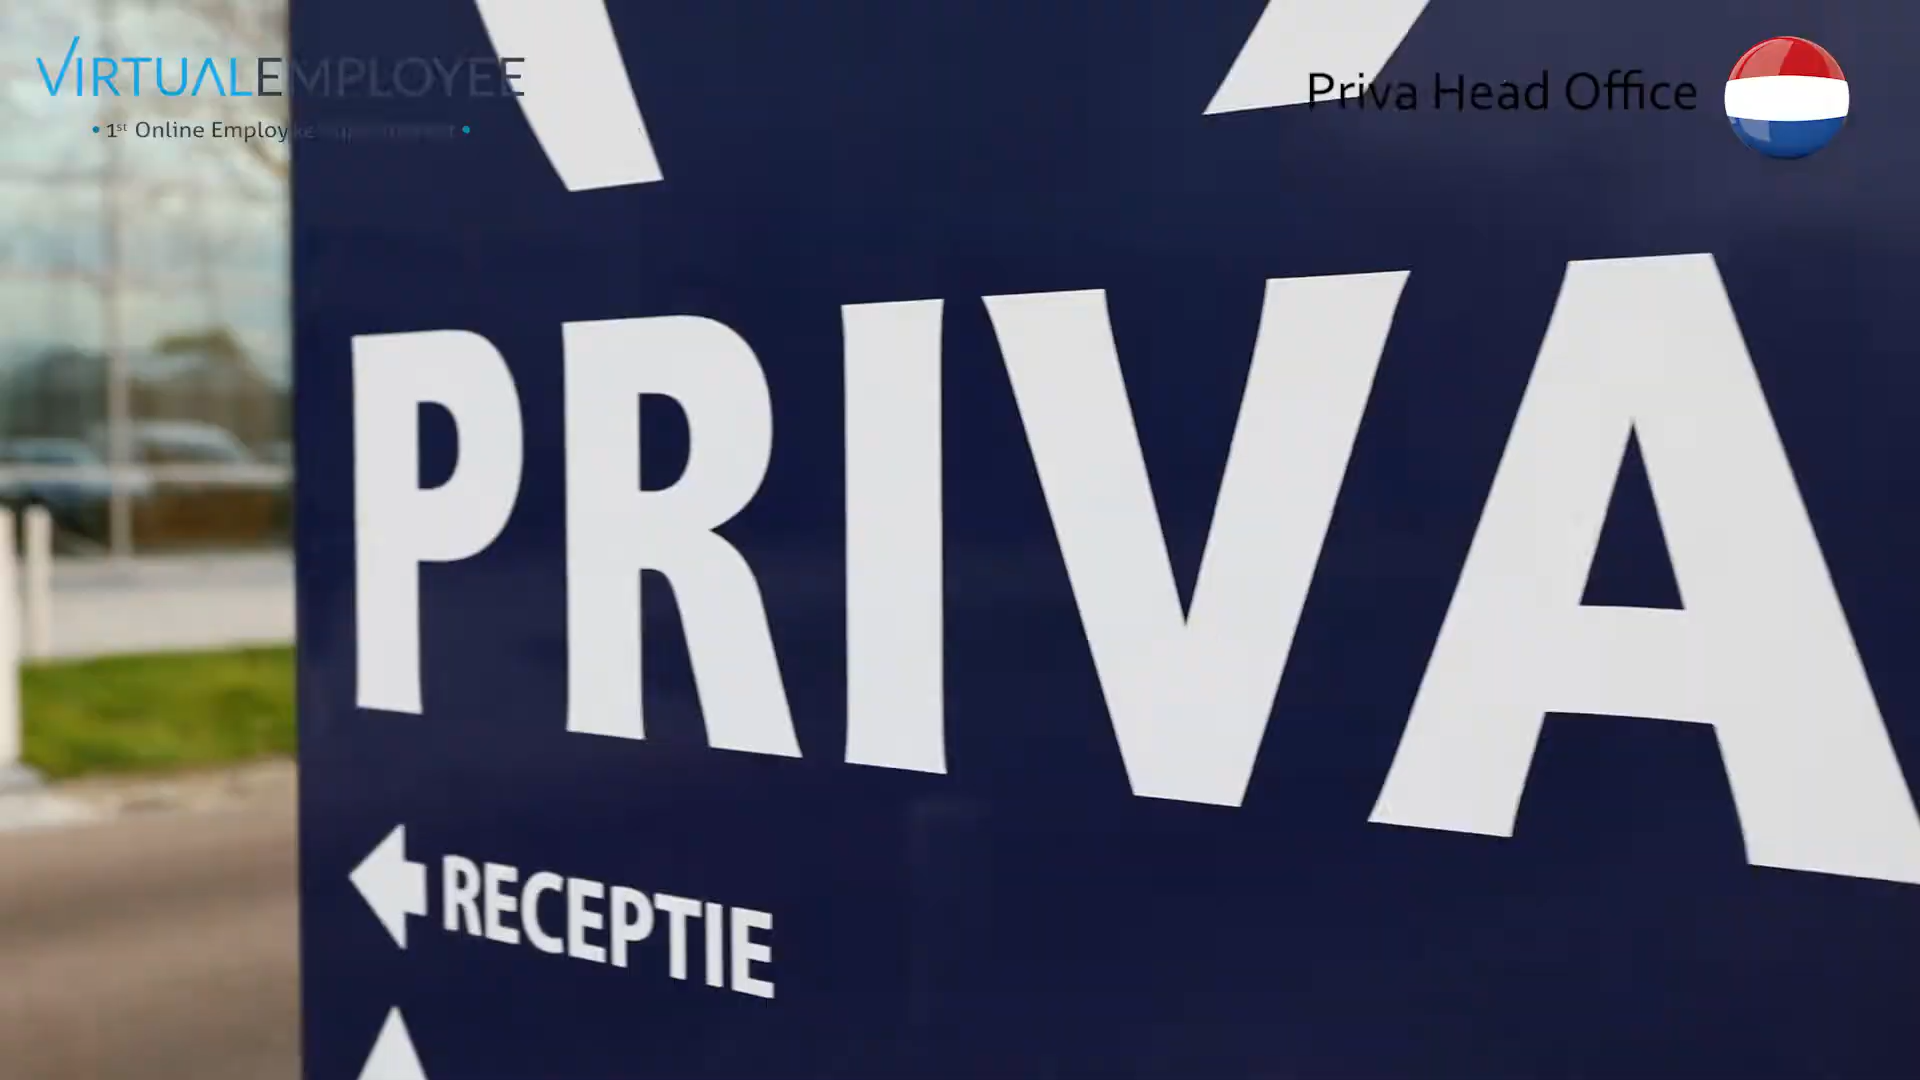 VIRTUALEMPLOYEE
• 1st Online Employ
Priva Head Office
PRIVA
RECEPTIE